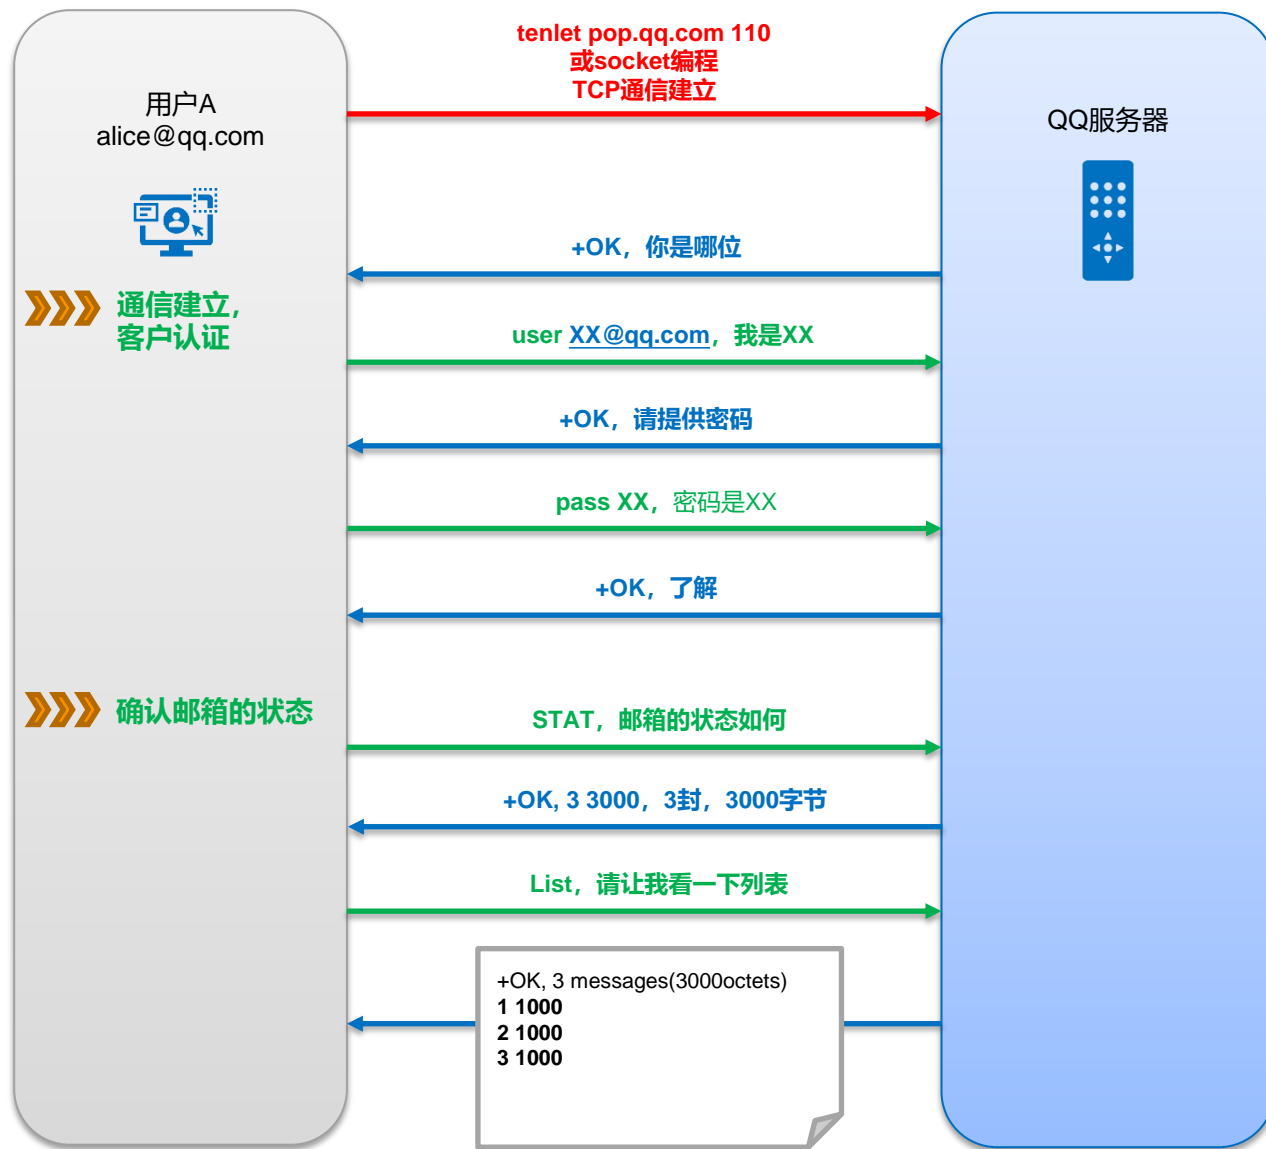 tenlet pop.qq.com 110
或socket编程
TCP通信建立
用户A
alice@qq.com
QQ服务器
+OK，你是哪位
通信建立，
客户认证
user XX@qq.com，我是XX
+OK，请提供密码
pass XX，密码是XX
+OK，了解
确认邮箱的状态
STAT，邮箱的状态如何
+OK, 3 3000，3封，3000字节
List，请让我看一下列表
+OK, 3 messages(3000octets)
1 1000
2 1000
3 1000